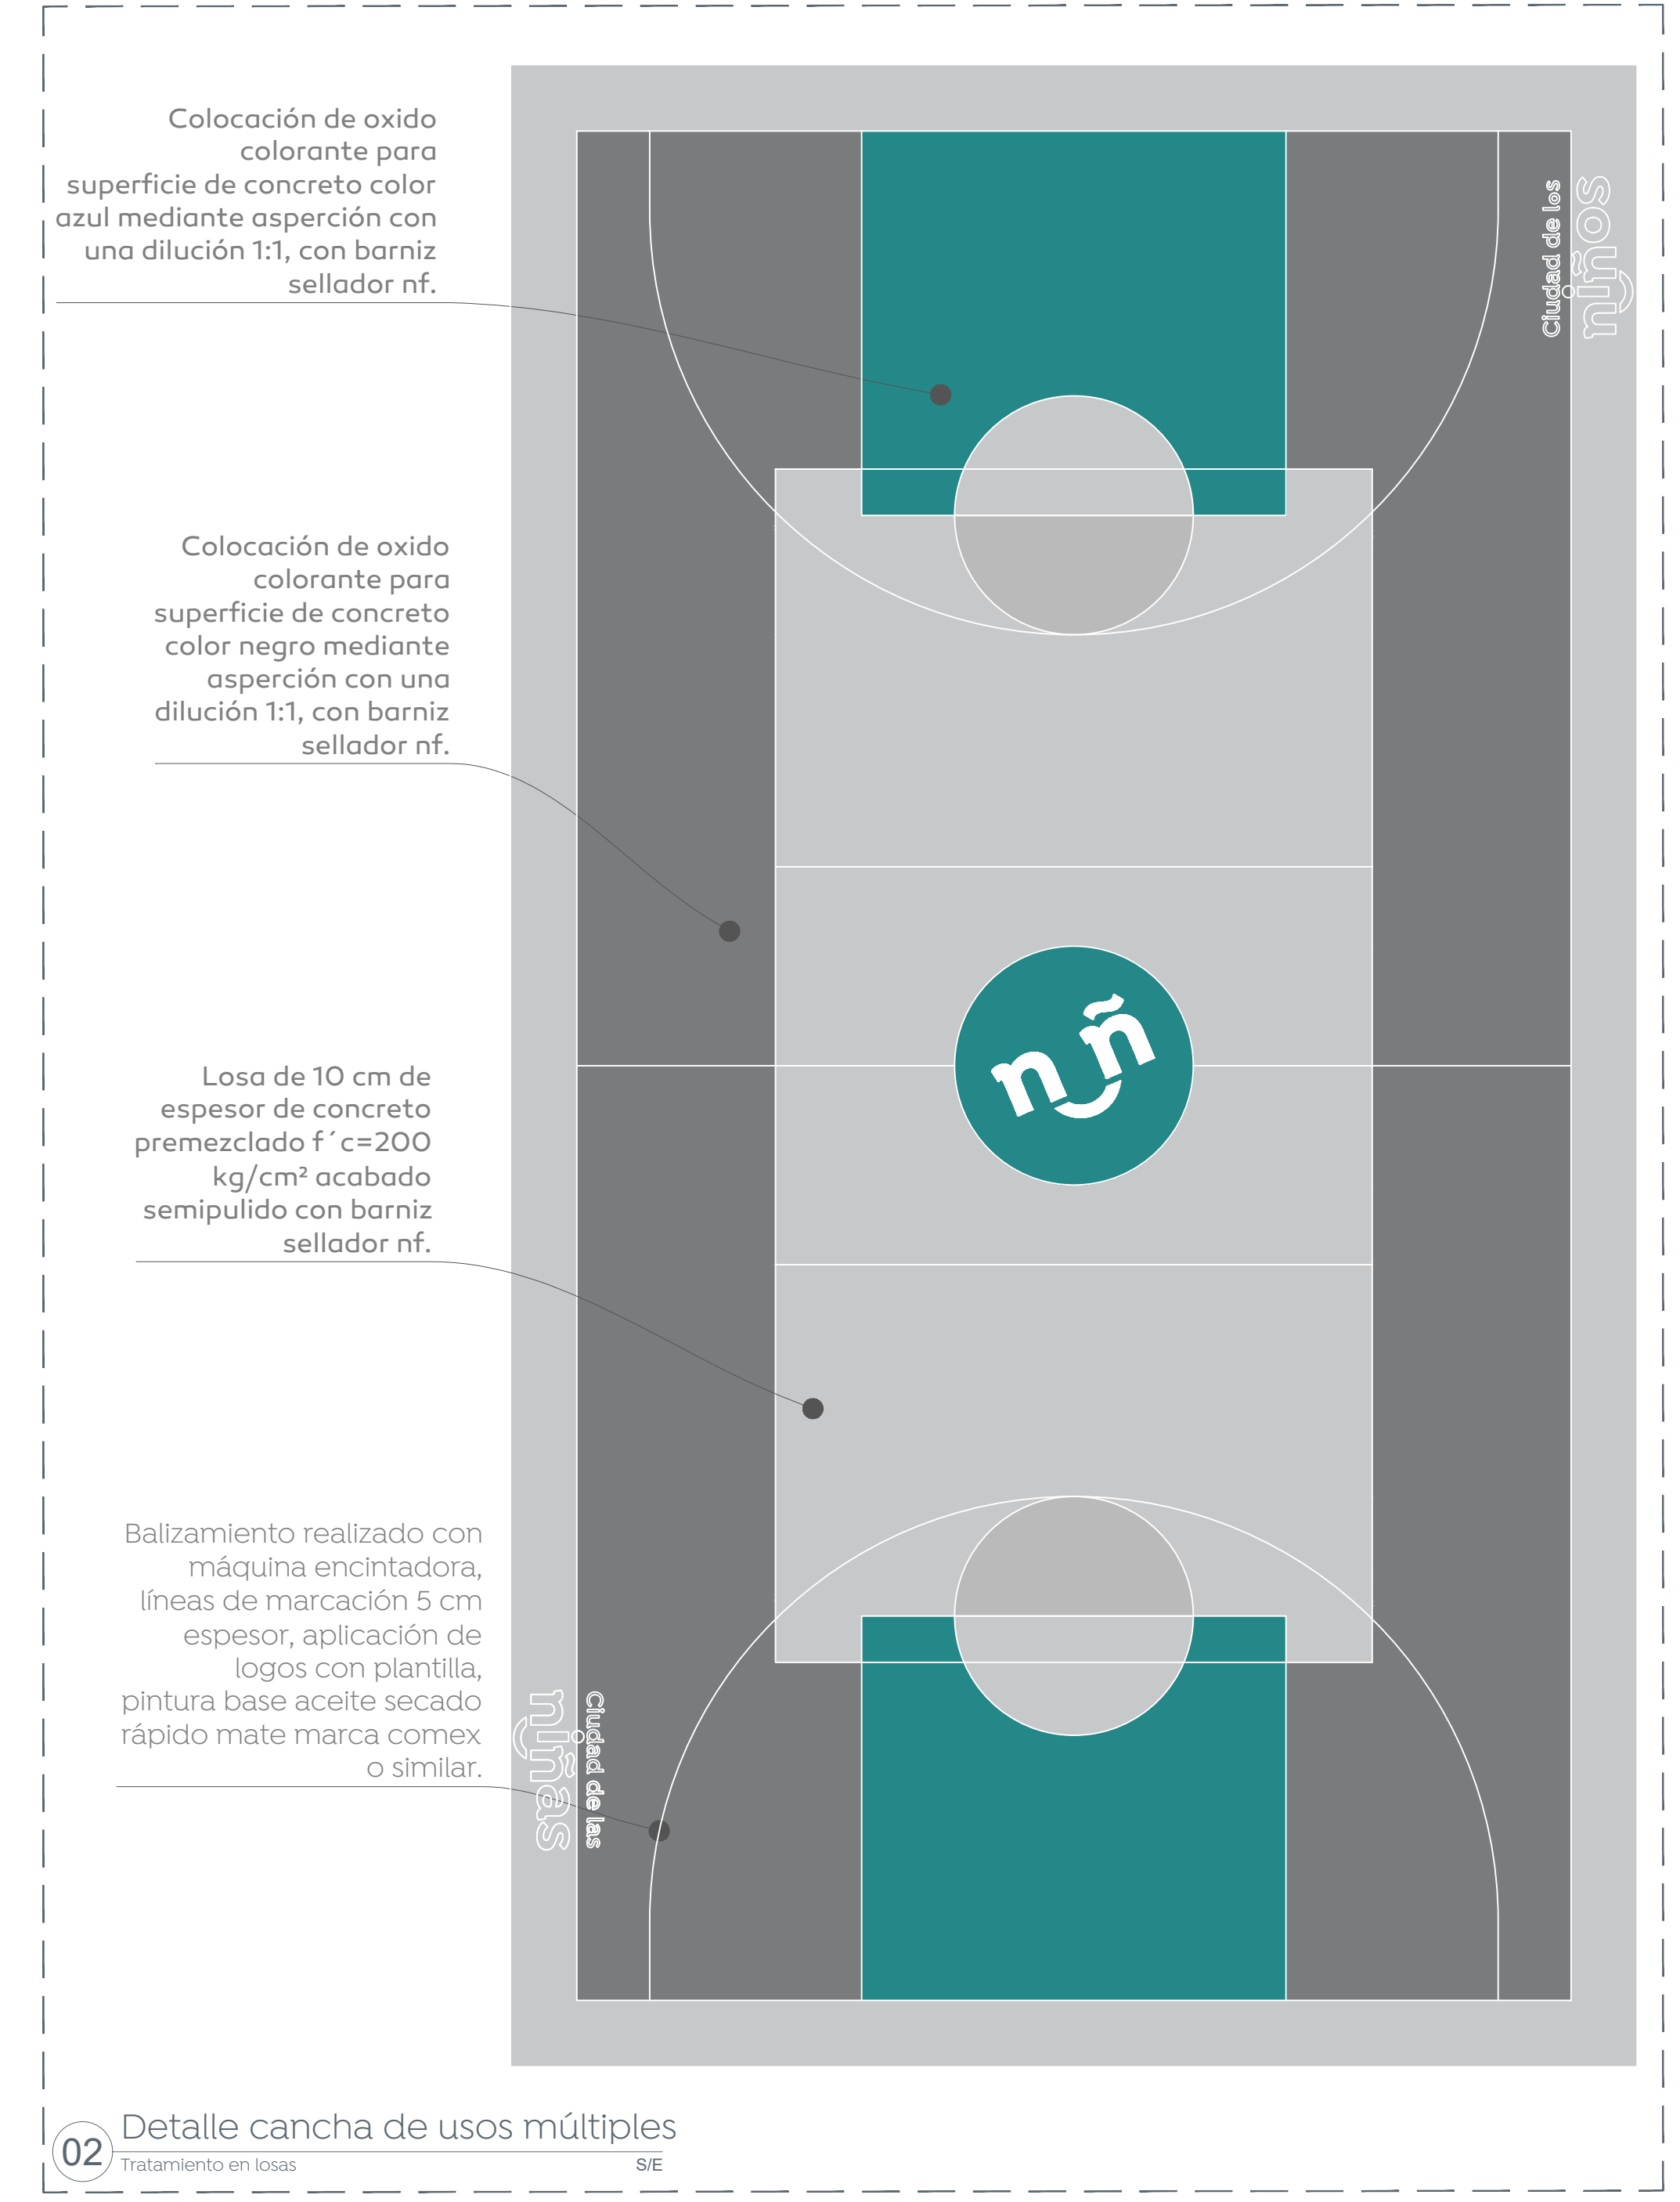 Colocación de oxido
colorante para
superficie de concreto color
azul mediante asperción con
una dilución 1:1, con barniz
sellador nf.
Ciudad de los
niños
Colocación de oxido
colorante para
superficie de concreto
color negro mediante
asperción con una
dilución 1:1, con barniz
sellador nf.
n ñ
Losa de 10 cm de
espesor de concreto
premezclado f´c=200
kg/cm² acabado
semipulido con barniz
sellador nf.
Balizamiento realizado con
máquina encintadora,
líneas de marcación 5 cm
espesor, aplicación de
logos con plantilla,
pintura base aceite secado
rápido mate marca comex
o similar.
Ciudad de las
niñas
02
Detalle cancha de usos múltiples
Tratamiento en losas
S/E